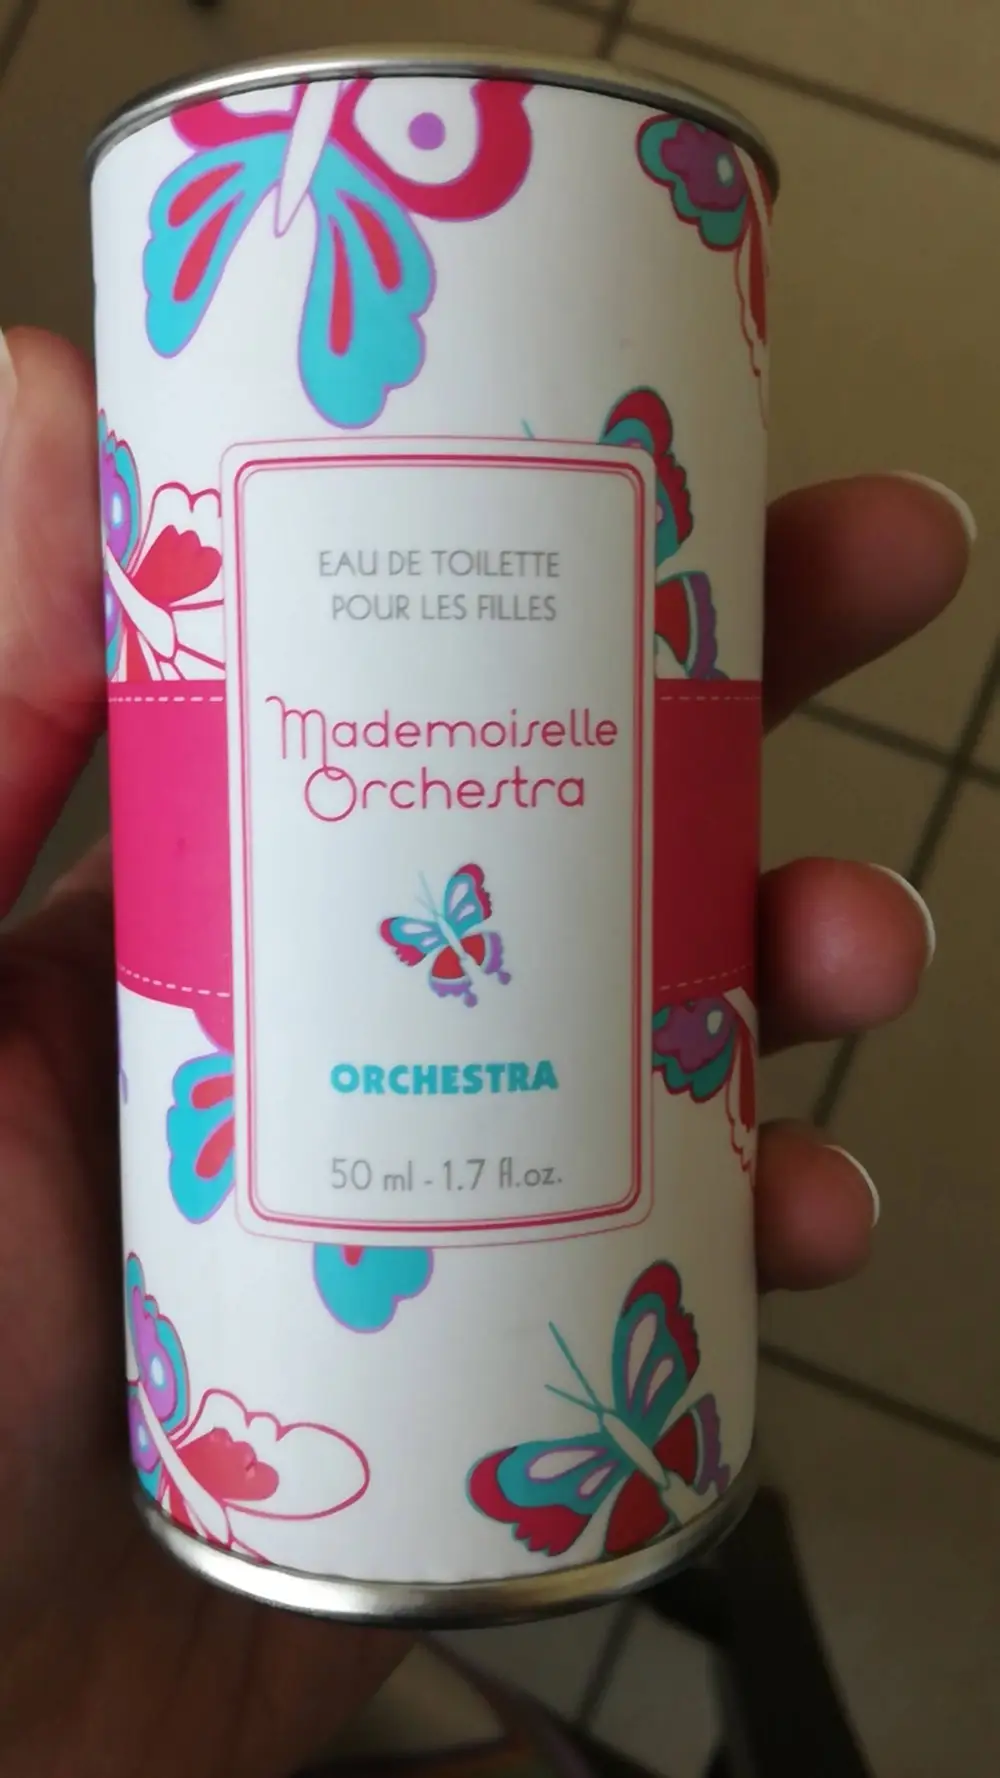 EAU DE TOILETTE
POUR LES FILLES
Mademoiselle
Orchestra
ORCHESTRA
50 ml - 1.7 fl.oz.